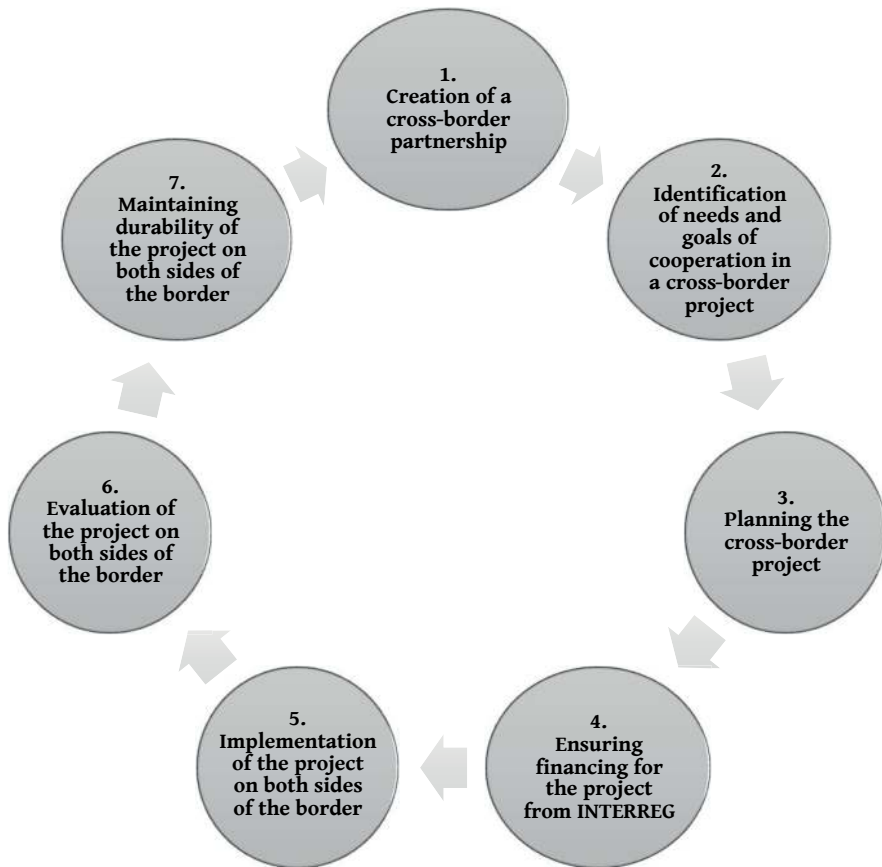 1.
Creation of a
cross-border
partnership
2.
Identification
of needs and
goals of
cooperation in
a cross-border
project
3.
Planning the
cross-border
project
4.
Ensuring
financing for
the project
from INTERREG
5.
Implementation
of the project
on both sides
of the border
6.
Evaluation of
the project on
both sides of
the border
7.
Maintaining
durability of
the project on
both sides of
the border